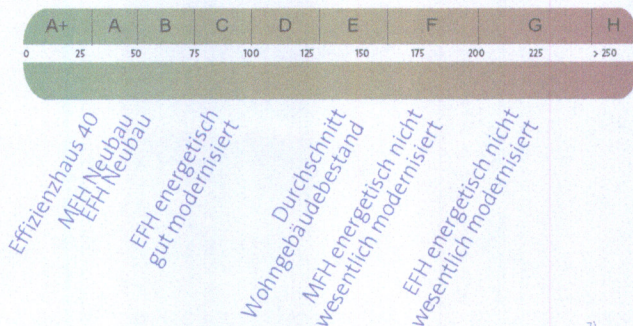 A+ A B C D E F G H
0 25 50 75 100 125 150 175 200 225 > 250
Effizienzhaus 40
MFH Neubau
EFH Neubau
EFH energetisch
gut modernisiert
Durchschnitt
Wohngebäudebestand
MFH energetisch nicht
wesentlich modernisiert
EFH energetisch nicht
wesentlich modernisiert